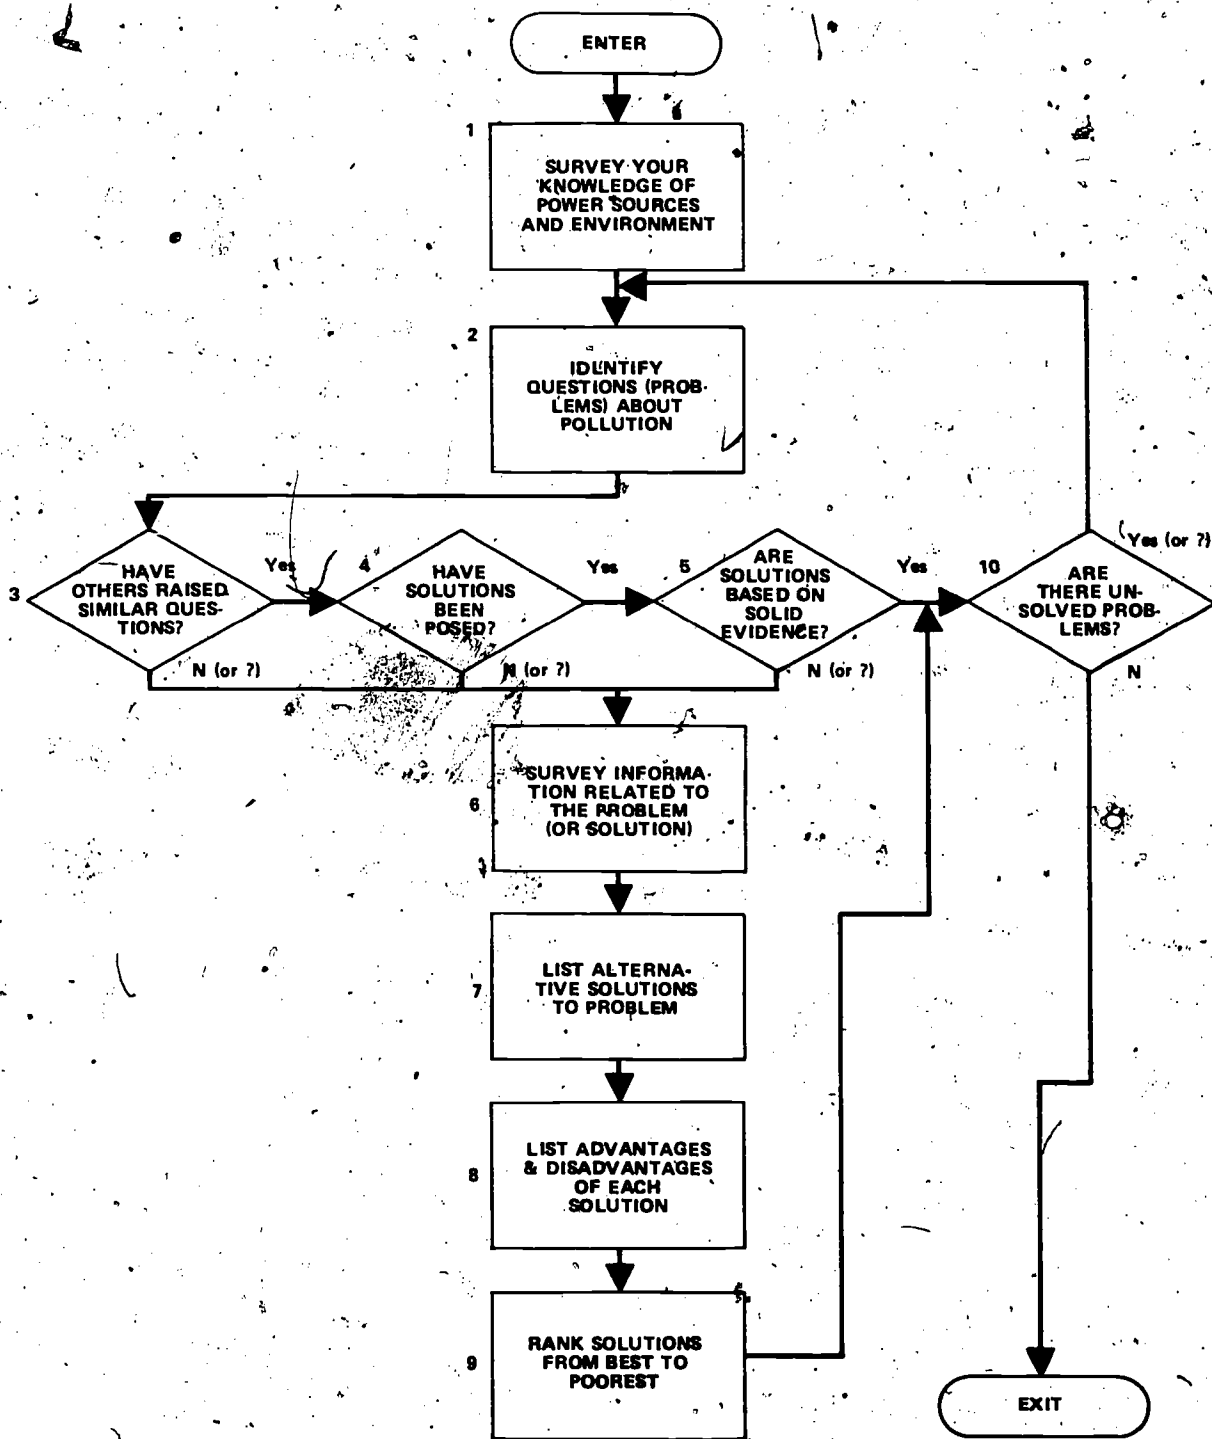 ENTER
1
SURVEY YOUR
KNOWLEDGE OF
POWER SOURCES
AND ENVIRONMENT
2
IDENTIFY
QUESTIONS (PROB-
LEMS) ABOUT
POLLUTION
3
HAVE
OTHERS RAISED
SIMILAR QUES-
TIONS?
Yes
N (or ?)
4
HAVE
SOLUTIONS
BEEN
POSED?
Yes
N (or ?)
5
ARE
SOLUTIONS
BASED ON
SOLID
EVIDENCE?
Yes
N (or ?)
10
ARE
THERE UN-
SOLVED PROB-
LEMS?
Yes (or ?)
N
6
SURVEY INFORMA-
TION RELATED TO
THE PROBLEM
(OR SOLUTION)
7
LIST ALTERNA-
TIVE SOLUTIONS
TO PROBLEM
8
LIST ADVANTAGES
& DISADVANTAGES
OF EACH
SOLUTION
9
RANK SOLUTIONS
FROM BEST TO
POOREST
EXIT